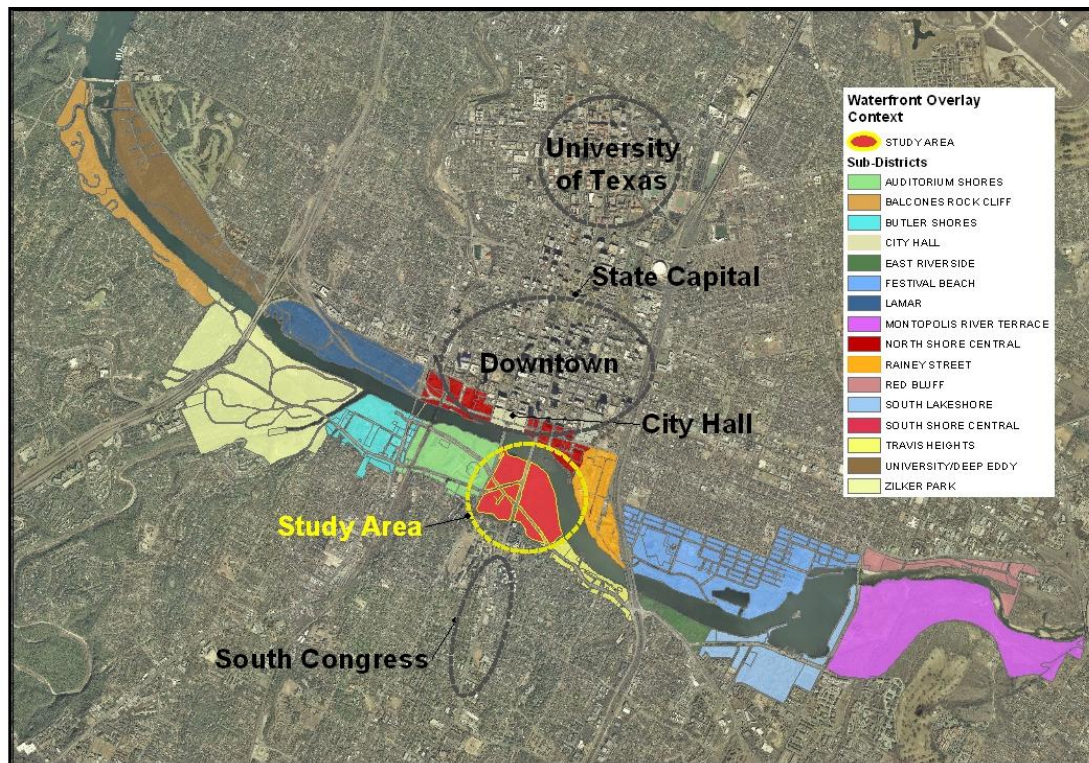 University
of Texas
State Capital
Downtown
City Hall
Study Area
South Congress
Waterfront Overlay
Context
STUDY AREA
Sub-Districts
AUDITORIUM SHORES
BALCONES ROCK CLIFF
BUTLER SHORES
CITY HALL
EAST RIVERSIDE
FESTIVAL BEACH
LAMAR
MONTOPOLIS RIVER TERRACE
NORTH SHORE CENTRAL
RAINEY STREET
RED BLUFF
SOUTH LAKESHORE
SOUTH SHORE CENTRAL
TRAVIS HEIGHTS
UNIVERSITY/DEEP EDDY
ZILKER PARK